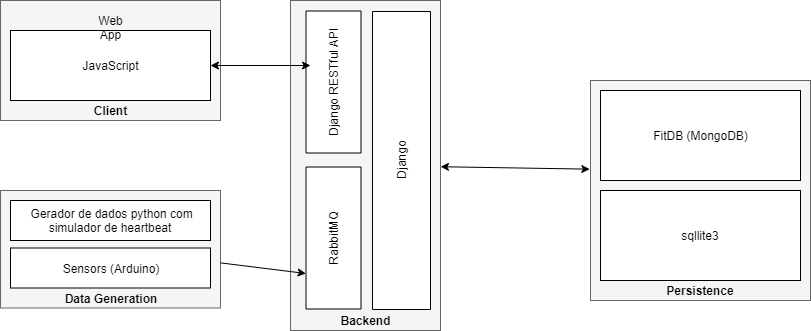 Web
App
JavaScript
Client
Gerador de dados python com
simulador de heartbeat
Sensors (Arduino)
Data Generation
Django RESTful API
RabbitMQ
Django
Backend
FitDB (MongoDB)
sqllite3
Persistence